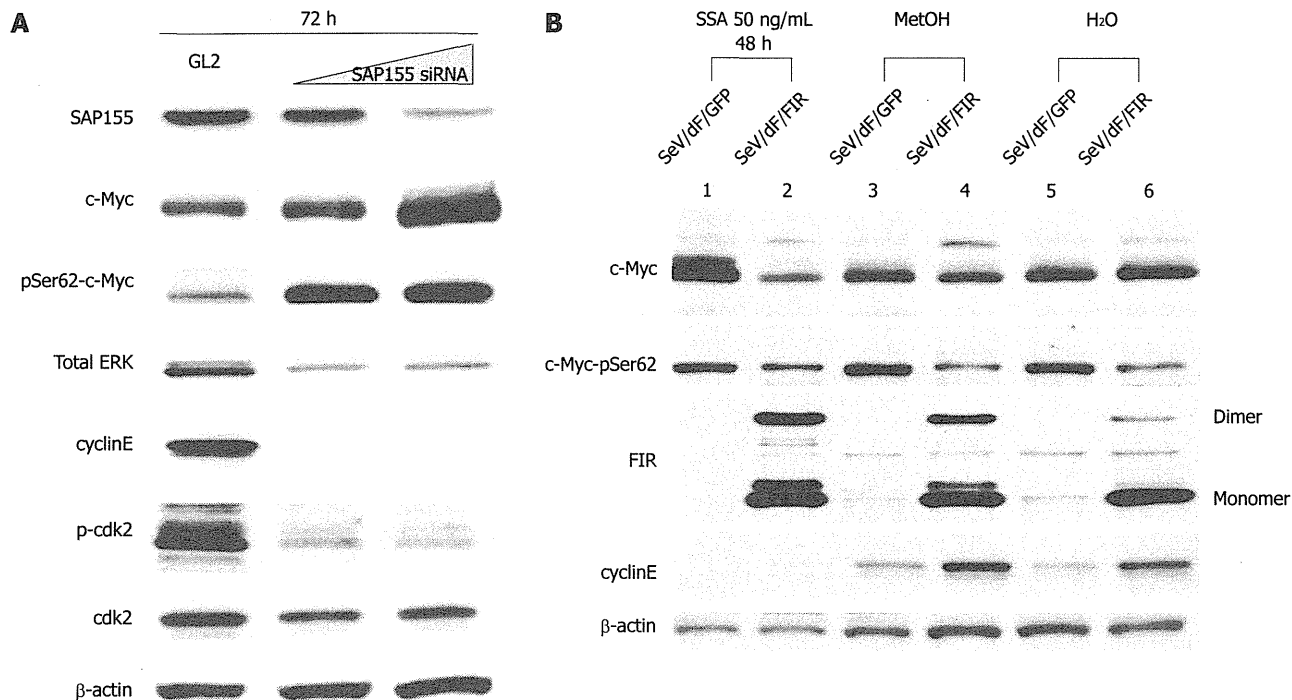 A
72 h
GL2
SAP155 siRNA
SAP155
c-Myc
pSer62-c-Myc
Total ERK
cyclinE
p-cdk2
cdk2
β-actin
B
SSA 50 ng/mL
48 h
MetOH
H₂O
SeV/dF/GFP
SeV/dF/FIR
SeV/dF/GFP
SeV/dF/FIR
SeV/dF/GFP
SeV/dF/FIR
1 2 3 4 5 6
c-Myc
c-Myc-pSer62
Dimer
FIR
Monomer
cyclinE
β-actin